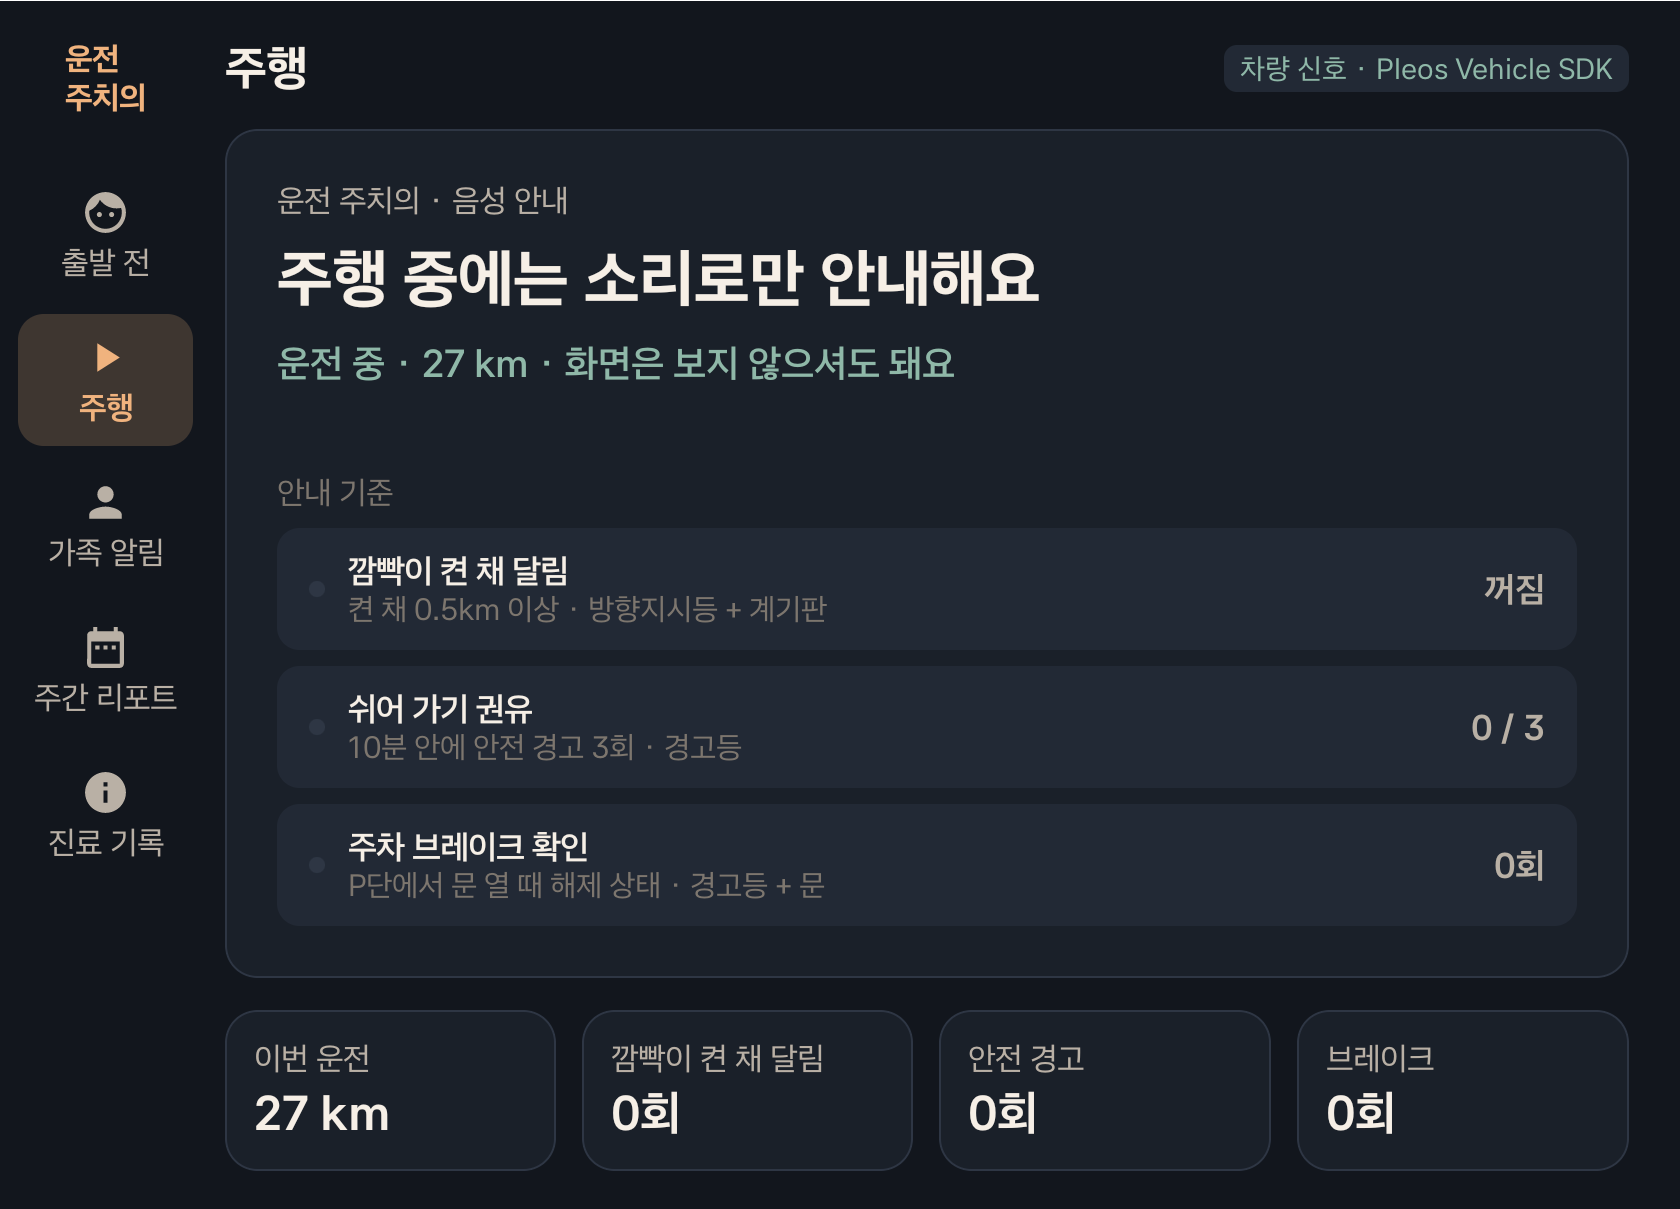 운전
주치의
출발 전
주행
가족 알림
주간 리포트
진료 기록
주행
차량 신호 · Pleos Vehicle SDK
운전 주치의 · 음성 안내
주행 중에는 소리로만 안내해요
운전 중 · 27 km · 화면은 보지 않으셔도 돼요
안내 기준
깜빡이 켠 채 달림
켠 채 0.5km 이상 · 방향지시등 + 계기판
꺼짐
쉬어 가기 권유
10분 안에 안전 경고 3회 · 경고등
0 / 3
주차 브레이크 확인
P단에서 문 열 때 해제 상태 · 경고등 + 문
0회
이번 운전
27 km
깜빡이 켠 채 달림
0회
안전 경고
0회
브레이크
0회